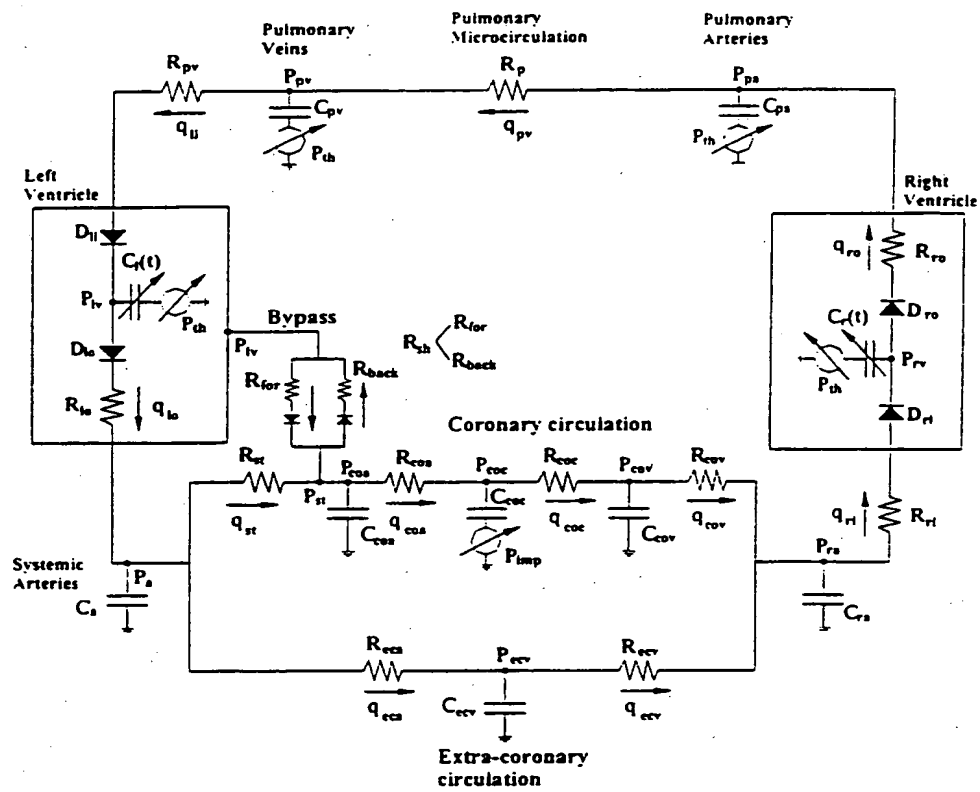 Pulmonary
Veins
Pulmonary
Microcirculation
Pulmonary
Arteries
R_pv
P_pv
R_p
P_pa
C_pv
C_pa
q_li
P_th
q_pv
P_th
Left
Ventricle
Right
Ventricle
D_li
C_l(t)
P_lv
P_th
D_lo
R_lo
q_lo
q_ro
R_ro
D_ro
C_r(t)
P_rv
P_th
D_ri
Bypass
P_lv
R_for
R_back
R_sh
R_for
R_back
Coronary circulation
R_st
P_coa
R_coa
P_coc
R_coc
P_cov
R_cov
P_st
q_st
C_coa
q_coa
C_coc
P_imp
q_coc
C_cov
q_cov
q_ri
R_ri
Systemic
Arteries
P_a
C_a
P_ra
C_ra
R_eca
P_ecv
R_ecv
q_eca
C_ecv
q_ecv
Extra-coronary
circulation